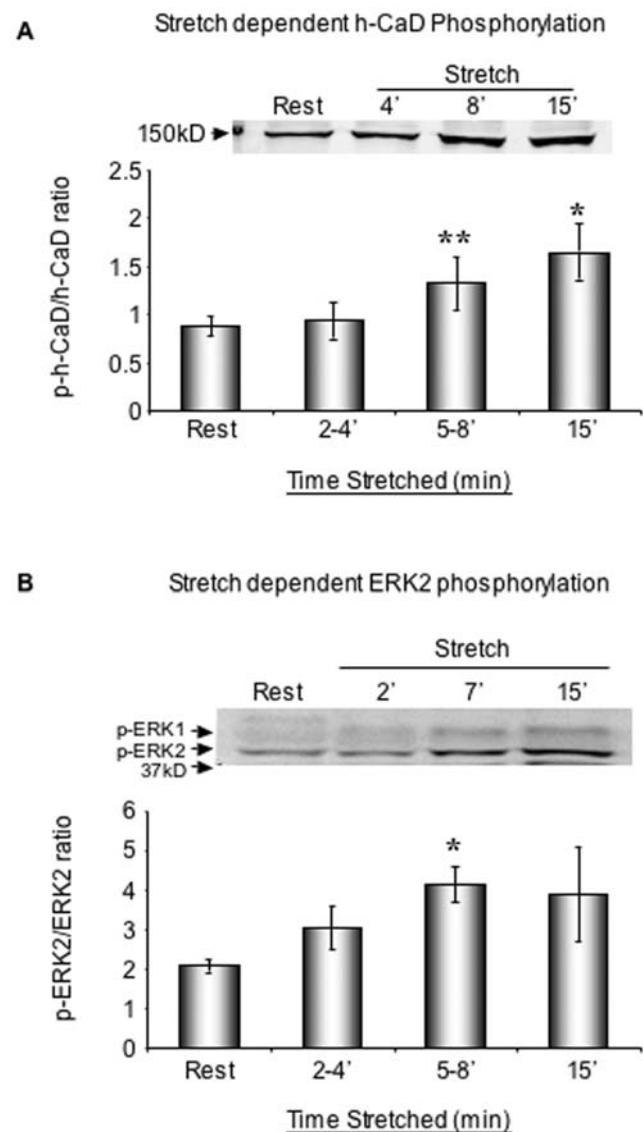 A
Stretch dependent h-CaD Phosphorylation
Stretch
Rest 4’ 8’ 15’
150kD
2.5
2
1.5
1
0.5
0
p-h-CaD/h-CaD ratio
** *
Rest 2-4’ 5-8’ 15’
Time Stretched (min)
B
Stretch dependent ERK2 phosphorylation
Stretch
Rest 2’ 7’ 15’
p-ERK1
p-ERK2
37kD
6
5
4
3
2
1
0
p-ERK2/ERK2 ratio
*
Rest 2-4’ 5-8’ 15’
Time Stretched (min)